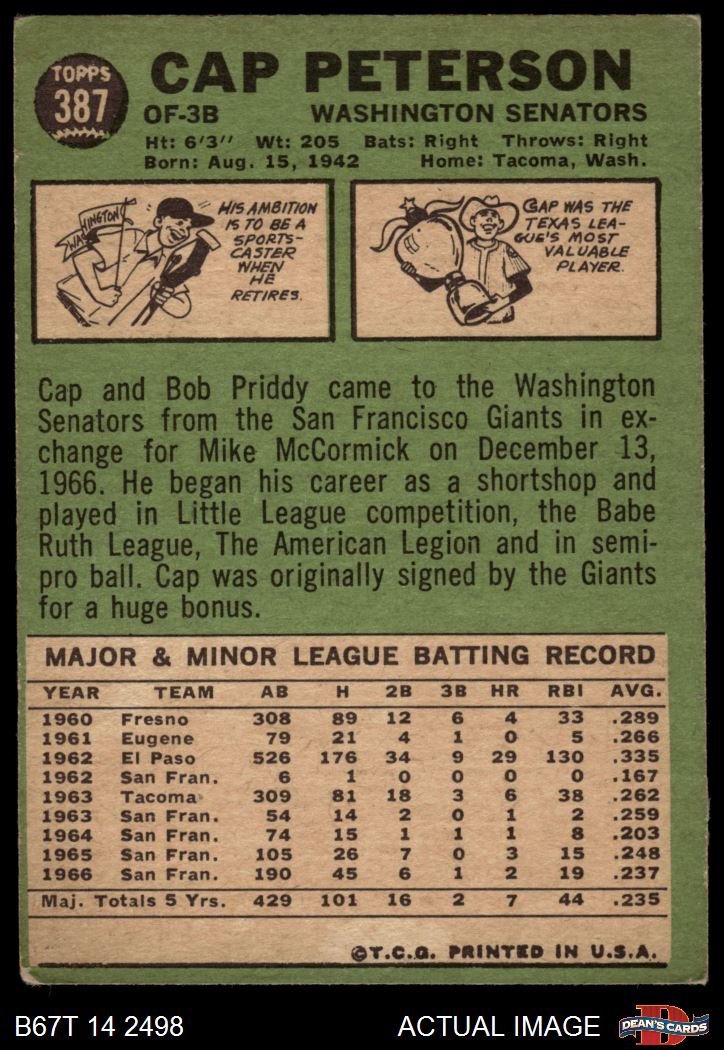 TOPPS
387
CAP PETERSON
OF-3B WASHINGTON SENATORS
Ht: 6'3" Wt: 205 Bats: Right Throws: Right
Born: Aug. 15, 1942 Home: Tacoma, Wash.
WASHINGTON
HIS AMBITION
IS TO BE A
SPORTS-
CASTER
WHEN
HE
RETIRES.
CAP WAS THE
TEXAS LEA-
GUE'S MOST
VALUABLE
PLAYER.
Cap and Bob Priddy came to the Washington
Senators from the San Francisco Giants in ex-
change for Mike McCormick on December 13,
1966. He began his career as a shortshop and
played in Little League competition, the Babe
Ruth League, The American Legion and in semi-
pro ball. Cap was originally signed by the Giants
for a huge bonus.
MAJOR & MINOR LEAGUE BATTING RECORD
YEAR TEAM AB H 2B 3B HR RBI AVG.
1960 Fresno 308 89 12 6 4 33 .289
1961 Eugene 79 21 4 1 0 5 .266
1962 El Paso 526 176 34 9 29 130 .335
1962 San Fran. 6 1 0 0 0 0 .167
1963 Tacoma 309 81 18 3 6 38 .262
1963 San Fran. 54 14 2 0 1 2 .259
1964 San Fran. 74 15 1 1 1 8 .203
1965 San Fran. 105 26 7 0 3 15 .248
1966 San Fran. 190 45 6 1 2 19 .237
Maj. Totals 5 Yrs. 429 101 16 2 7 44 .235
©T.C.G. PRINTED IN U.S.A.
B67T 14 2498 ACTUAL IMAGE
D
DEAN'S CARDS